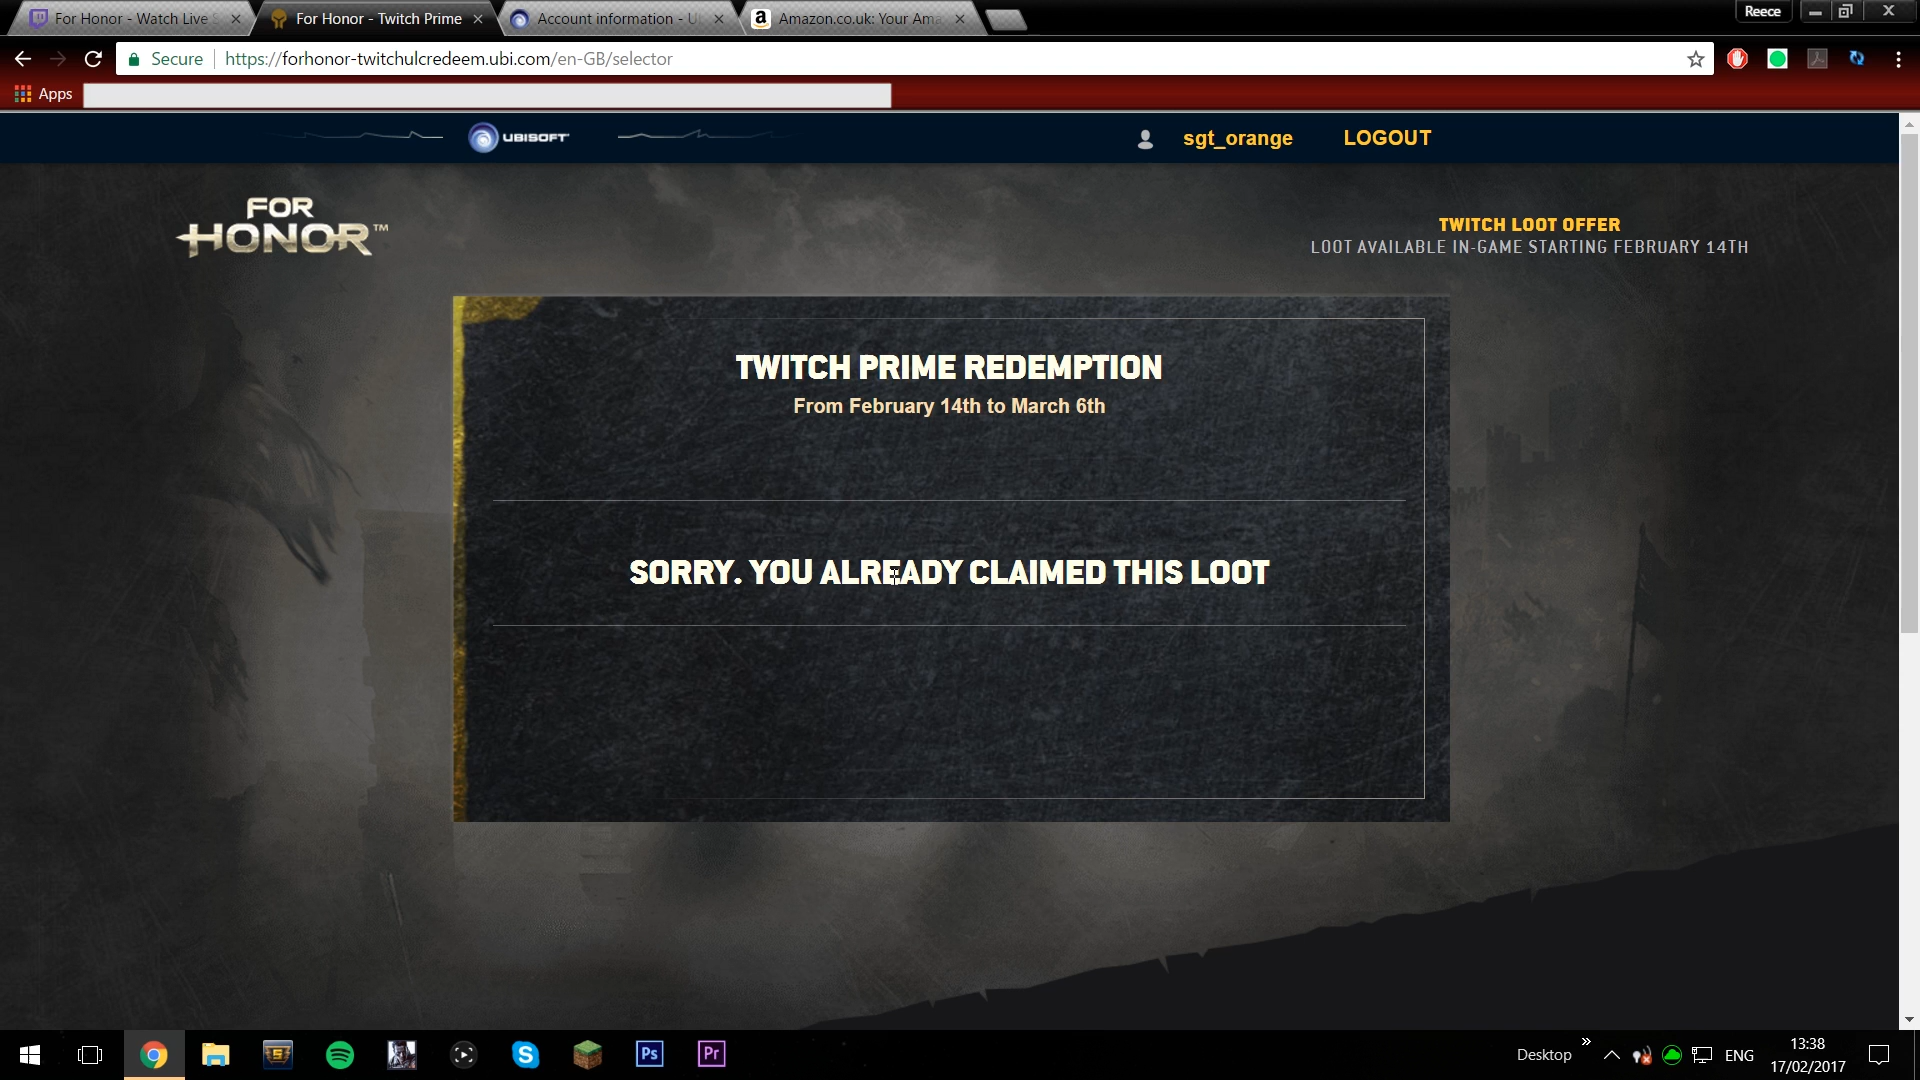 For Honor - Watch Live S
For Honor - Twitch Prime
Account information - U
Amazon.co.uk: Your Ama
Reece
Secure
https://forhonor-twitchulcredeem.ubi.com/en-GB/selector
Apps
UBISOFT
sgt_orange
LOGOUT
FOR
HONOR™
TWITCH LOOT OFFER
LOOT AVAILABLE IN-GAME STARTING FEBRUARY 14TH
TWITCH PRIME REDEMPTION
From February 14th to March 6th
SORRY. YOU ALREADY CLAIMED THIS LOOT
Ps
Pr
Desktop
ENG
13:38
17/02/2017